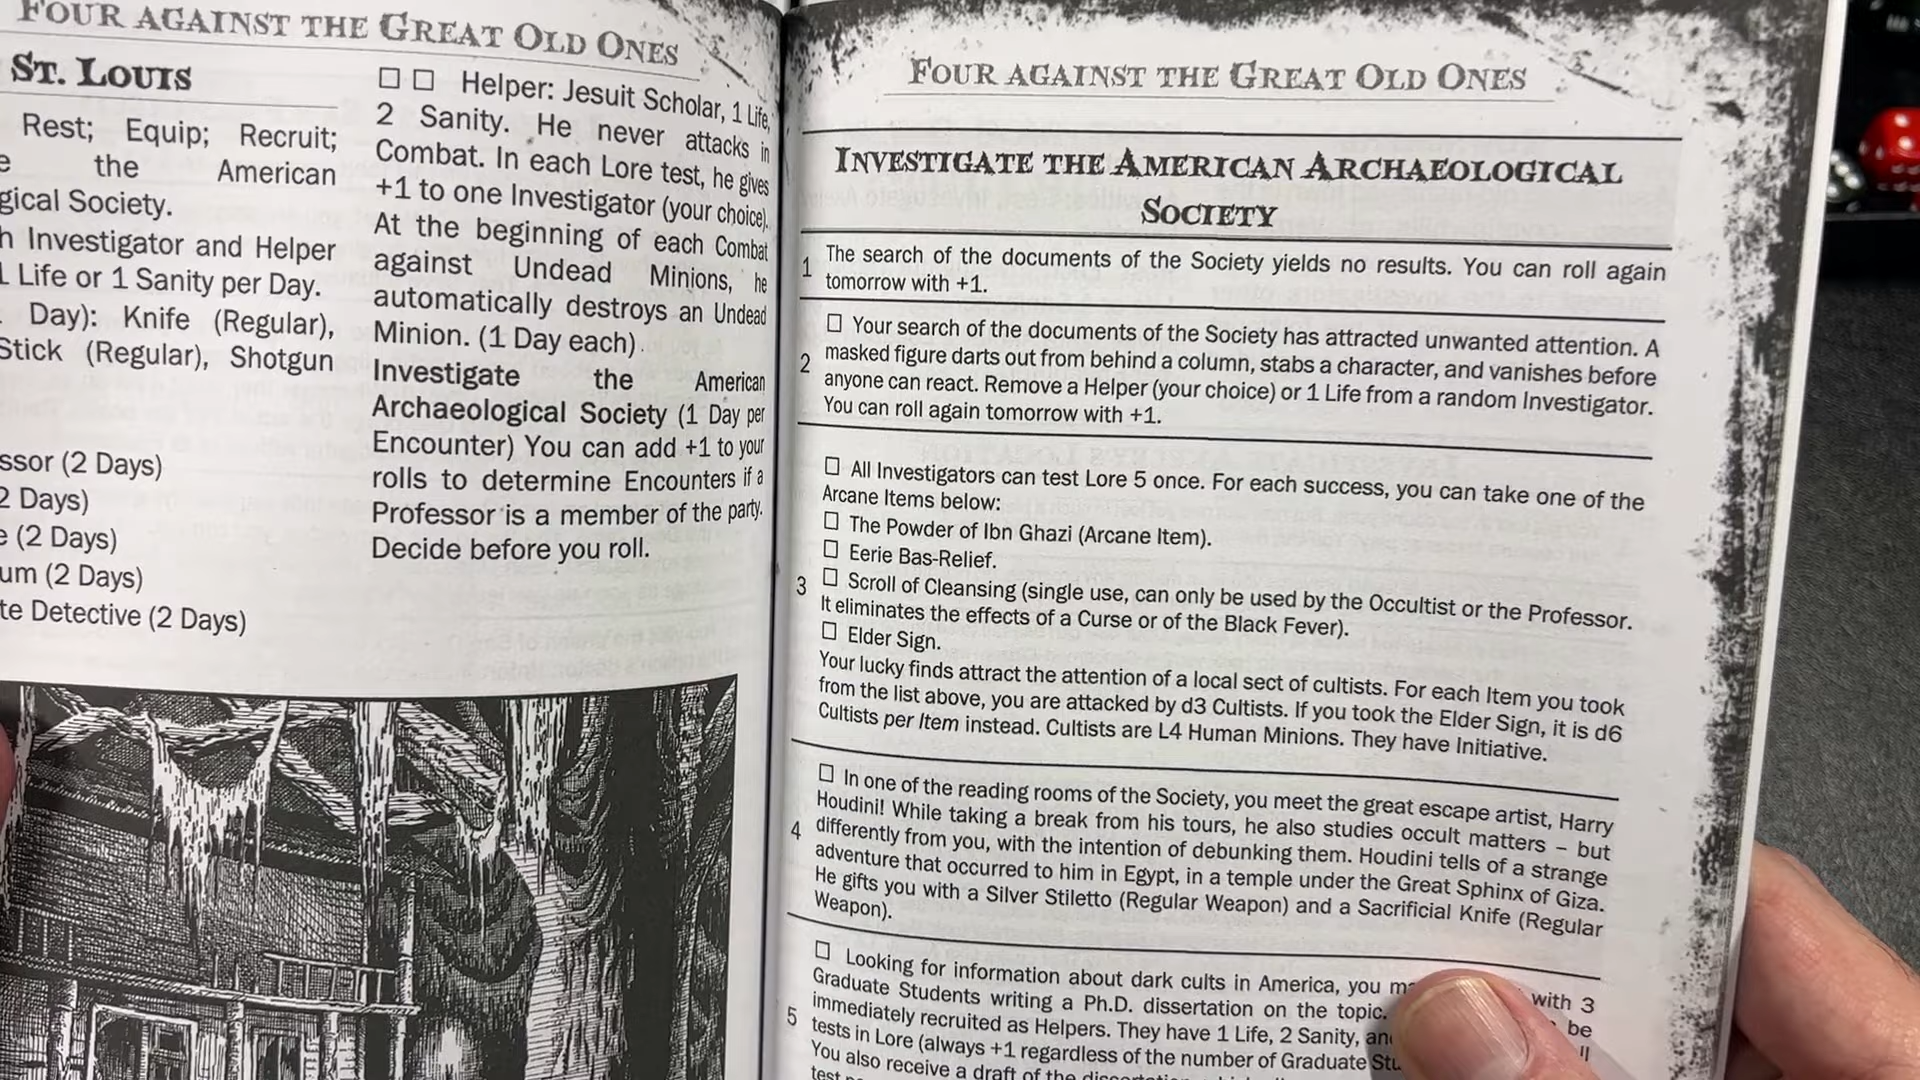 FOUR AGAINST THE GREAT OLD ONES
ST. LOUIS
Rest; Equip; Recruit;
the American
Society.
Investigator and Helper
Life or 1 Sanity per Day.
Day): Knife (Regular),
Stick (Regular), Shotgun
(2 Days)
2 Days)
(2 Days)
(2 Days)
Detective (2 Days)
☐ ☐ Helper: Jesuit Scholar, 1 Life,
2 Sanity. He never attacks in
Combat. In each Lore test, he gives
+1 to one Investigator (your choice).
At the beginning of each Combat
against Undead Minions, he
automatically destroys an Undead
Minion. (1 Day each).
Investigate the American
Archaeological Society (1 Day per
Encounter) You can add +1 to your
rolls to determine Encounters if a
Professor is a member of the party.
Decide before you roll.
FOUR AGAINST THE GREAT OLD ONES
INVESTIGATE THE AMERICAN ARCHAEOLOGICAL
SOCIETY
1 The search of the documents of the Society yields no results. You can roll again
tomorrow with +1.
☐ Your search of the documents of the Society has attracted unwanted attention. A
2 masked figure darts out from behind a column, stabs a character, and vanishes before
anyone can react. Remove a Helper (your choice) or 1 Life from a random Investigator.
You can roll again tomorrow with +1.
☐ All Investigators can test Lore 5 once. For each success, you can take one of the
Arcane Items below:
☐ The Powder of Ibn Ghazi (Arcane Item).
☐ Eerie Bas-Relief.
3 ☐ Scroll of Cleansing (single use, can only be used by the Occultist or the Professor.
It eliminates the effects of a Curse or of the Black Fever).
☐ Elder Sign.
Your lucky finds attract the attention of a local sect of cultists. For each Item you took
from the list above, you are attacked by d3 Cultists. If you took the Elder Sign, it is d6
Cultists per Item instead. Cultists are L4 Human Minions. They have Initiative.
☐ In one of the reading rooms of the Society, you meet the great escape artist, Harry
Houdini! While taking a break from his tours, he also studies occult matters – but
4 differently from you, with the intention of debunking them. Houdini tells of a strange
adventure that occurred to him in Egypt, in a temple under the Great Sphinx of Giza.
He gifts you with a Silver Stiletto (Regular Weapon) and a Sacrificial Knife (Regular
Weapon).
☐ Looking for information about dark cults in America, you with 3
Graduate Students writing a Ph.D. dissertation on the topic. be
5 immediately recruited as Helpers. They have 1 Life, 2 Sanity,
tests in Lore (always +1 regardless of the number of Graduate
You also receive a draft of the